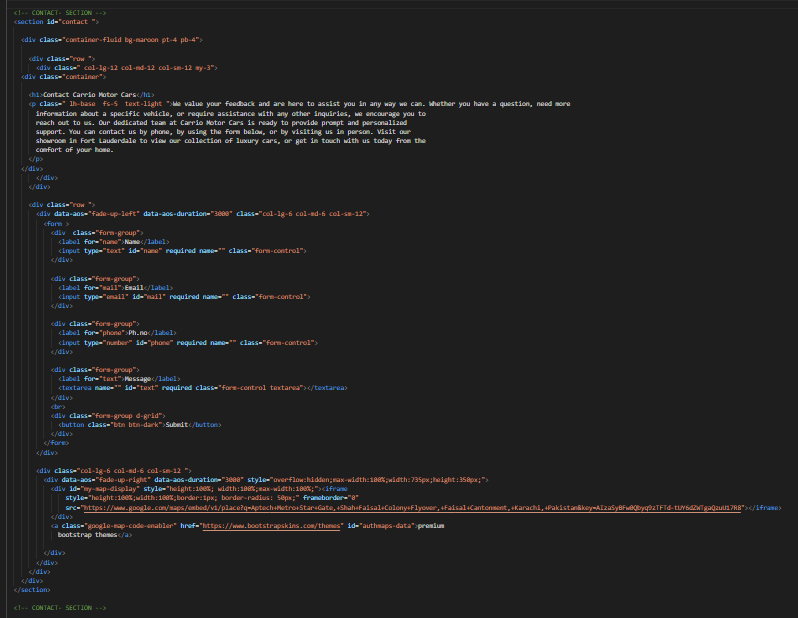 <!-- CONTACT- SECTION -->
<section id="contact ">
<div class="container-fluid bg-maroon pt-4 pb-4">
<div class="row ">
<div class=" col-lg-12 col-md-12 col-sm-12 my-3">
<div class="container">
<h1>Contact Carrio Motor Cars</h1>
<p class=" lh-base  fs-5  text-light ">We value your feedback and are here to assist you in any way we can. Whether you have a question, need more
information about a specific vehicle, or require assistance with any other inquiries, we encourage you to
reach out to us. Our dedicated team at Carrio Motor Cars is ready to provide prompt and personalized
support. You can contact us by phone, by using the form below, or by visiting us in person. Visit our
showroom in Fort Lauderdale to view our collection of luxury cars, or get in touch with us today from the
comfort of your home.
</p>
</div>
</div>
</div>
<div class="row ">
<div data-aos="fade-up-left" data-aos-duration="3000" class="col-lg-6 col-md-6 col-sm-12">
<form >
<div  class="form-group">
<label for="name">Name</label>
<input type="text" id="name" required name="" class="form-control">
</div>
<div class="form-group">
<label for="mail">Email</label>
<input type="email" id="mail" required name="" class="form-control">
</div>
<div class="form-group">
<label for="phone">Ph.no</label>
<input type="number" id="phone" required name="" class="form-control">
</div>
<div class="form-group">
<label for="text">Message</label>
<textarea name="" id="text" required class="form-control textarea"></textarea>
</div>
<br>
<div class="form-group d-grid">
<button class="btn btn-dark">Submit</button>
</div>
</form>
</div>
<div class="col-lg-6 col-md-6 col-sm-12 ">
<div data-aos="fade-up-right" data-aos-duration="3000" style="overflow:hidden;max-width:100%;width:735px;height:350px;">
<div id="my-map-display" style="height:100%; width:100%;max-width:100%;"><iframe
style="height:100%;width:100%;border:1px; border-radius: 50px;" frameborder="0"
src="https://www.google.com/maps/embed/v1/place?q=Aptech+Metro+Star+Gate,+Shah+Faisal+Colony+Flyover,+Faisal+Cantonment,+Karachi,+Pakistan&key=
</div>
<a class="google-map-code-enabler" href="https://www.bootstrapskins.com/themes" id="authmaps-data">premium
bootstrap themes</a>
</div>
</div>
</div>
</div>
</section>
<!-- CONTACT- SECTION -->